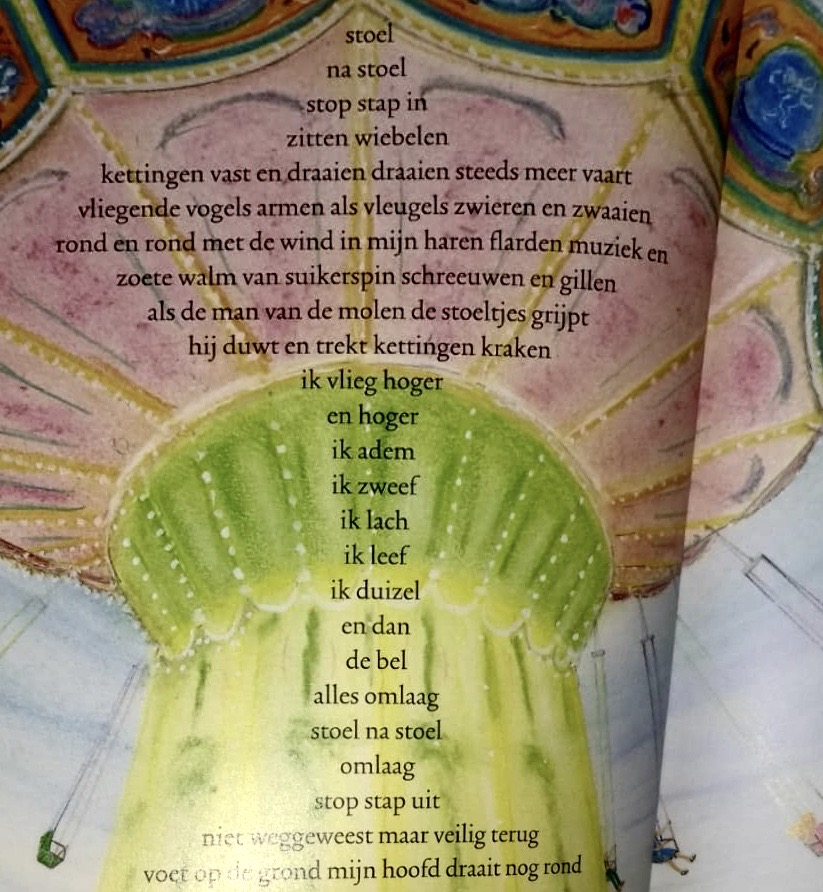 stoel
na stoel
stop stap in
zitten wiebelen
kettingen vast en draaien draaien steeds meer vaart
vliegende vogels armen als vleugels zwieren en zwaaien
rond en rond met de wind in mijn haren flarden muziek en
zoete walm van suikerspin schreeuwen en gillen
als de man van de molen de stoeltjes grijpt
hij duwt en trekt kettingen kraken
ik vlieg hoger
en hoger
ik adem
ik zweef
ik lach
ik leef
ik duizel
en dan
de bel
alles omlaag
stoel na stoel
omlaag
stop stap uit
niet weggeweest maar veilig terug
voet op de grond mijn hoofd draait nog rond